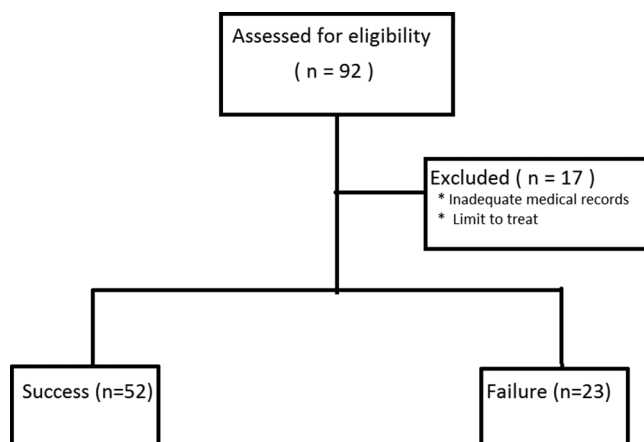 Assessed for eligibility
( n = 92 )
Excluded ( n = 17 )
* Inadequate medical records
* Limit to treat
Success (n=52)
Failure (n=23)